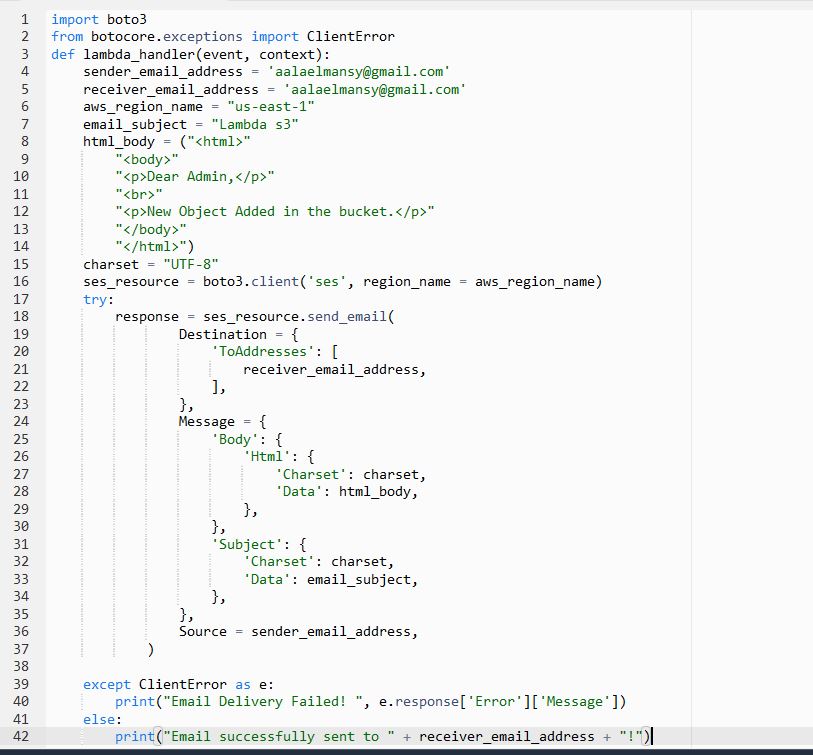 1 import boto3
2 from botocore.exceptions import ClientError
3 def lambda_handler(event, context):
4     sender_email_address = 'aalaelmansy@gmail.com'
5     receiver_email_address = 'aalaelmansy@gmail.com'
6     aws_region_name = "us-east-1"
7     email_subject = "Lambda s3"
8     html_body = ("<html>"
9         "<body>"
10         "<p>Dear Admin,</p>"
11         "<br>"
12         "<p>New Object Added in the bucket.</p>"
13         "</body>"
14         "</html>")
15     charset = "UTF-8"
16     ses_resource = boto3.client('ses', region_name = aws_region_name)
17     try:
18         response = ses_resource.send_email(
19                 Destination = {
20                     'ToAddresses': [
21                         receiver_email_address,
22                     ],
23                 },
24                 Message = {
25                     'Body': {
26                         'Html': {
27                             'Charset': charset,
28                             'Data': html_body,
29                         },
30                     },
31                     'Subject': {
32                         'Charset': charset,
33                         'Data': email_subject,
34                     },
35                 },
36                 Source = sender_email_address,
37             )
38
39     except ClientError as e:
40         print("Email Delivery Failed! ", e.response['Error']['Message'])
41     else:
42         print("Email successfully sent to " + receiver_email_address + "!")